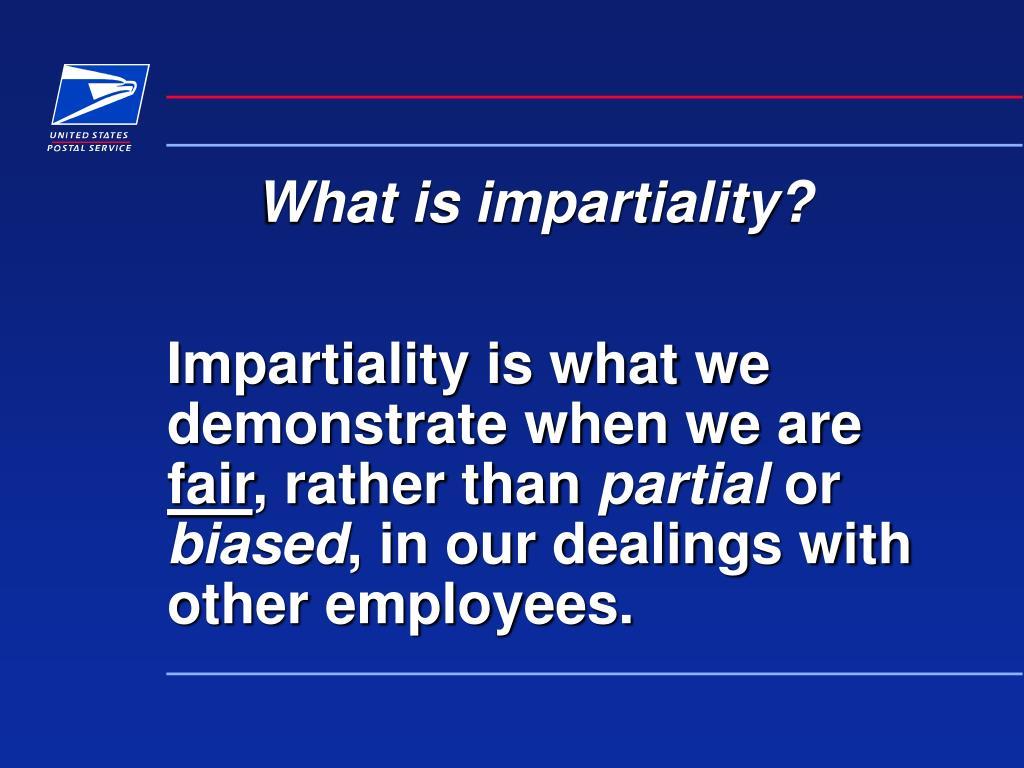 UNITED STATES
POSTAL SERVICE
What is impartiality?
Impartiality is what we
demonstrate when we are
fair, rather than partial or
biased, in our dealings with
other employees.